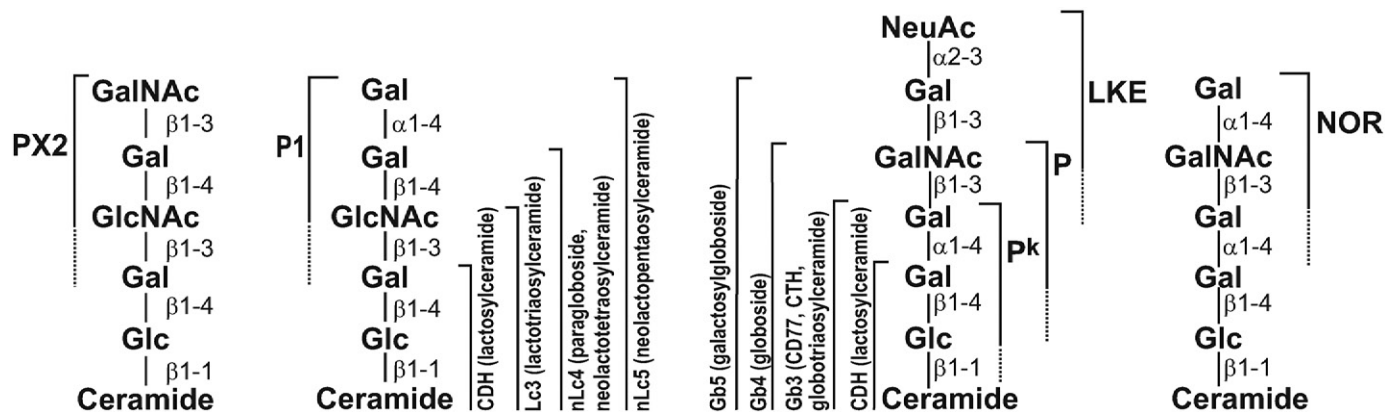 GalNAc
β1-3
Gal
β1-4
GlcNAc
β1-3
Gal
β1-4
Glc
β1-1
Ceramide
PX2
Gal
α1-4
Gal
β1-4
GlcNAc
β1-3
Gal
β1-4
Glc
β1-1
Ceramide
P1
CDH (lactosylceramide)
Lc3 (lactotriaosylceramide)
nLc4 (paragloboside,
neolactotetraosylceramide)
nLc5 (neolactopentaosylceramide)
Gb5 (galactosylgloboside)
Gb4 (globoside)
Gb3 (CD77, CTH,
globotriaosylceramide)
CDH (lactosylceramide)
NeuAc
α2-3
Gal
β1-3
GalNAc
β1-3
Gal
α1-4
Gal
β1-4
Glc
β1-1
Ceramide
Pk
P
LKE
Gal
α1-4
GalNAc
β1-3
Gal
α1-4
Gal
β1-4
Glc
β1-1
Ceramide
NOR